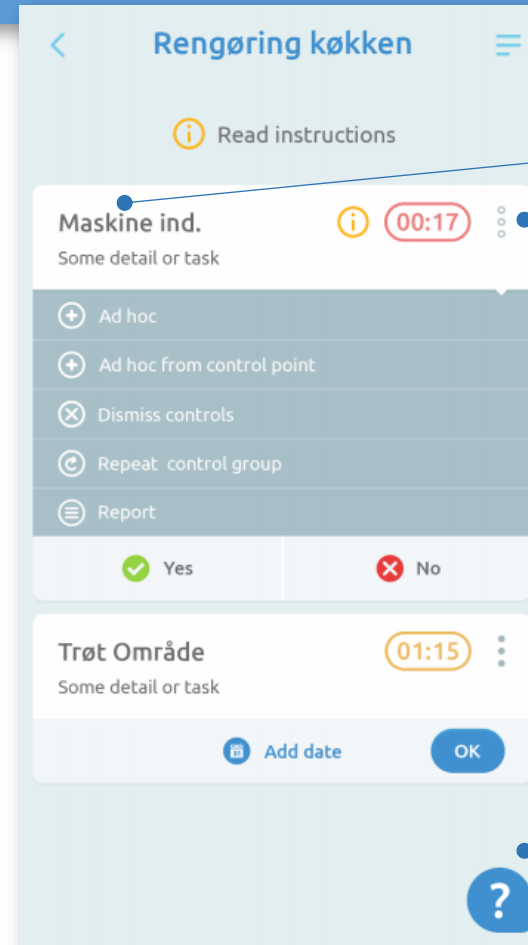 Rengøring køkken
Read instructions
Maskine ind.
00:17
Some detail or task
Ad hoc
Ad hoc from control point
Dismiss controls
Repeat control group
Report
Yes
No
Trøt Område
01:15
Some detail or task
Add date
OK
?